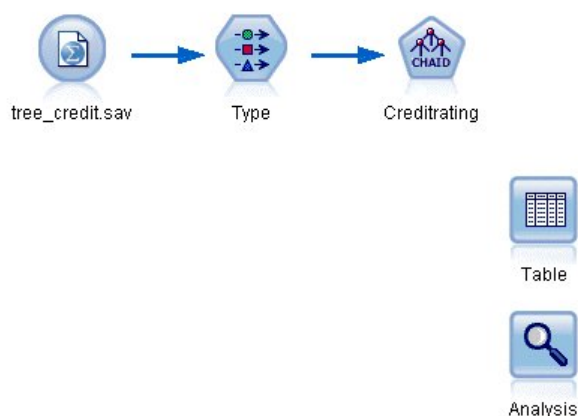 CHAID
tree_credit.sav
Type
Creditrating
Table
Analysis